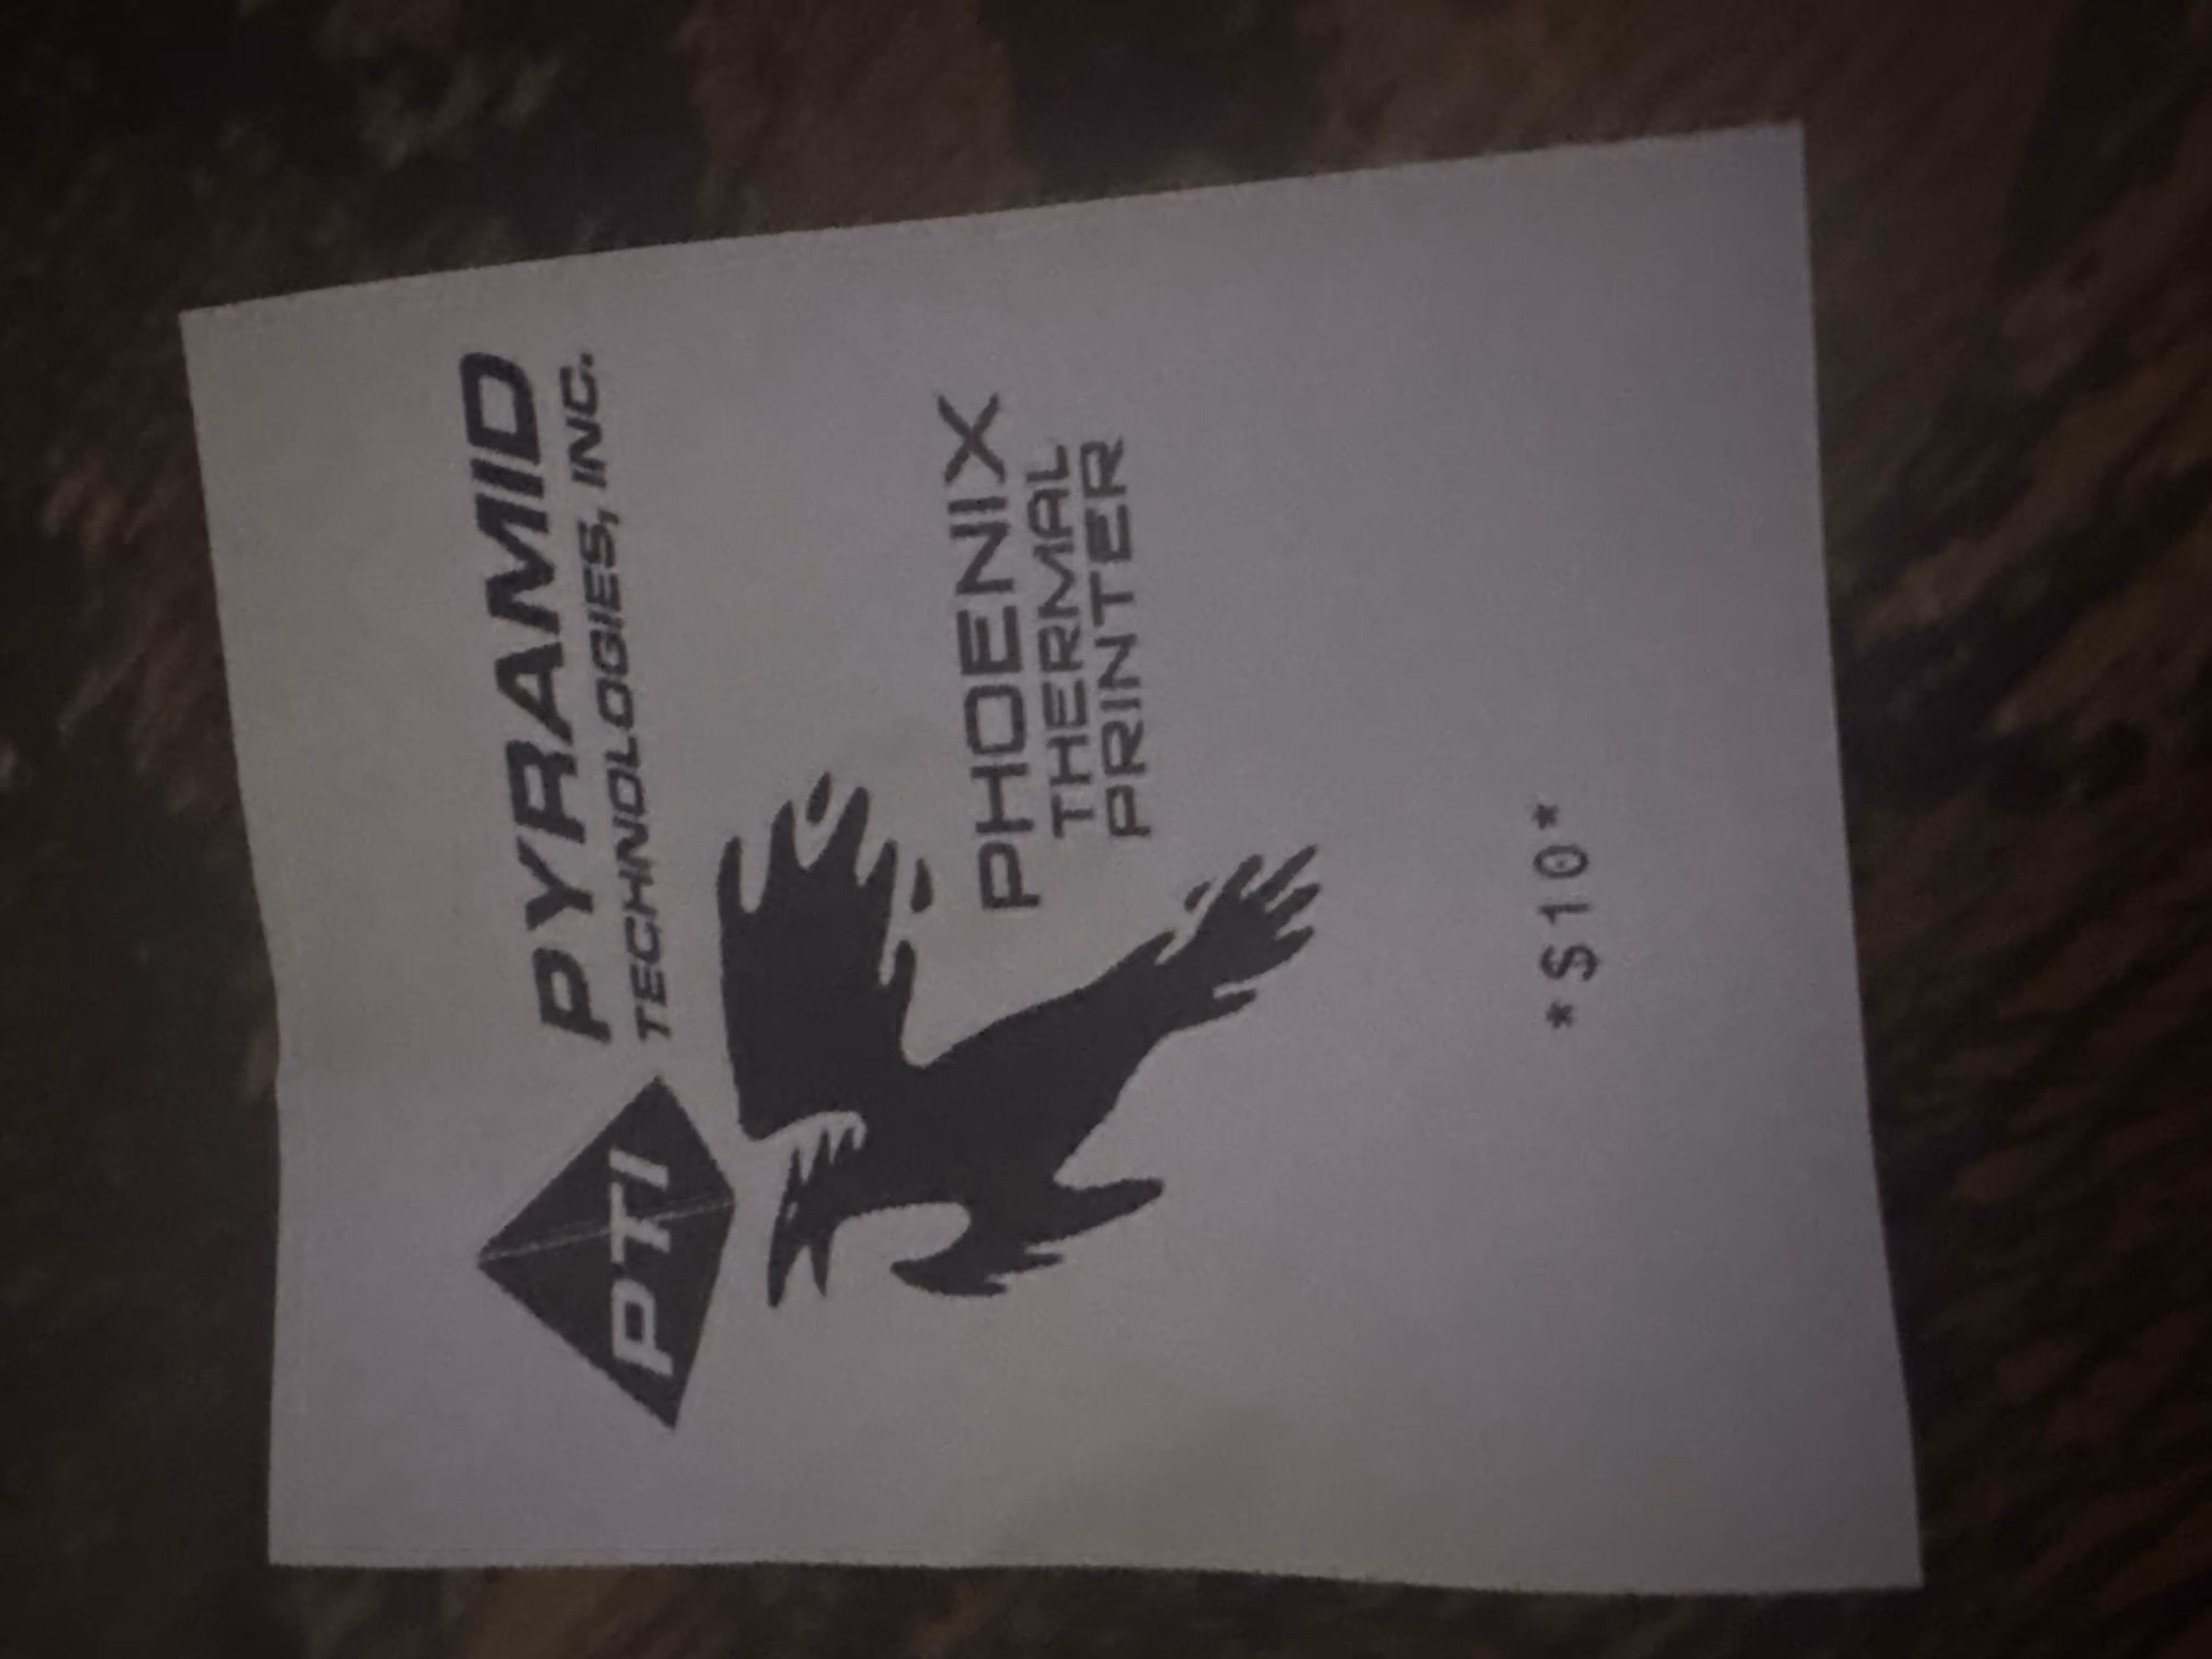 PTI
PYRAMID
TECHNOLOGIES, INC.
PHOENIX
THERMAL
PRINTER
*$10*